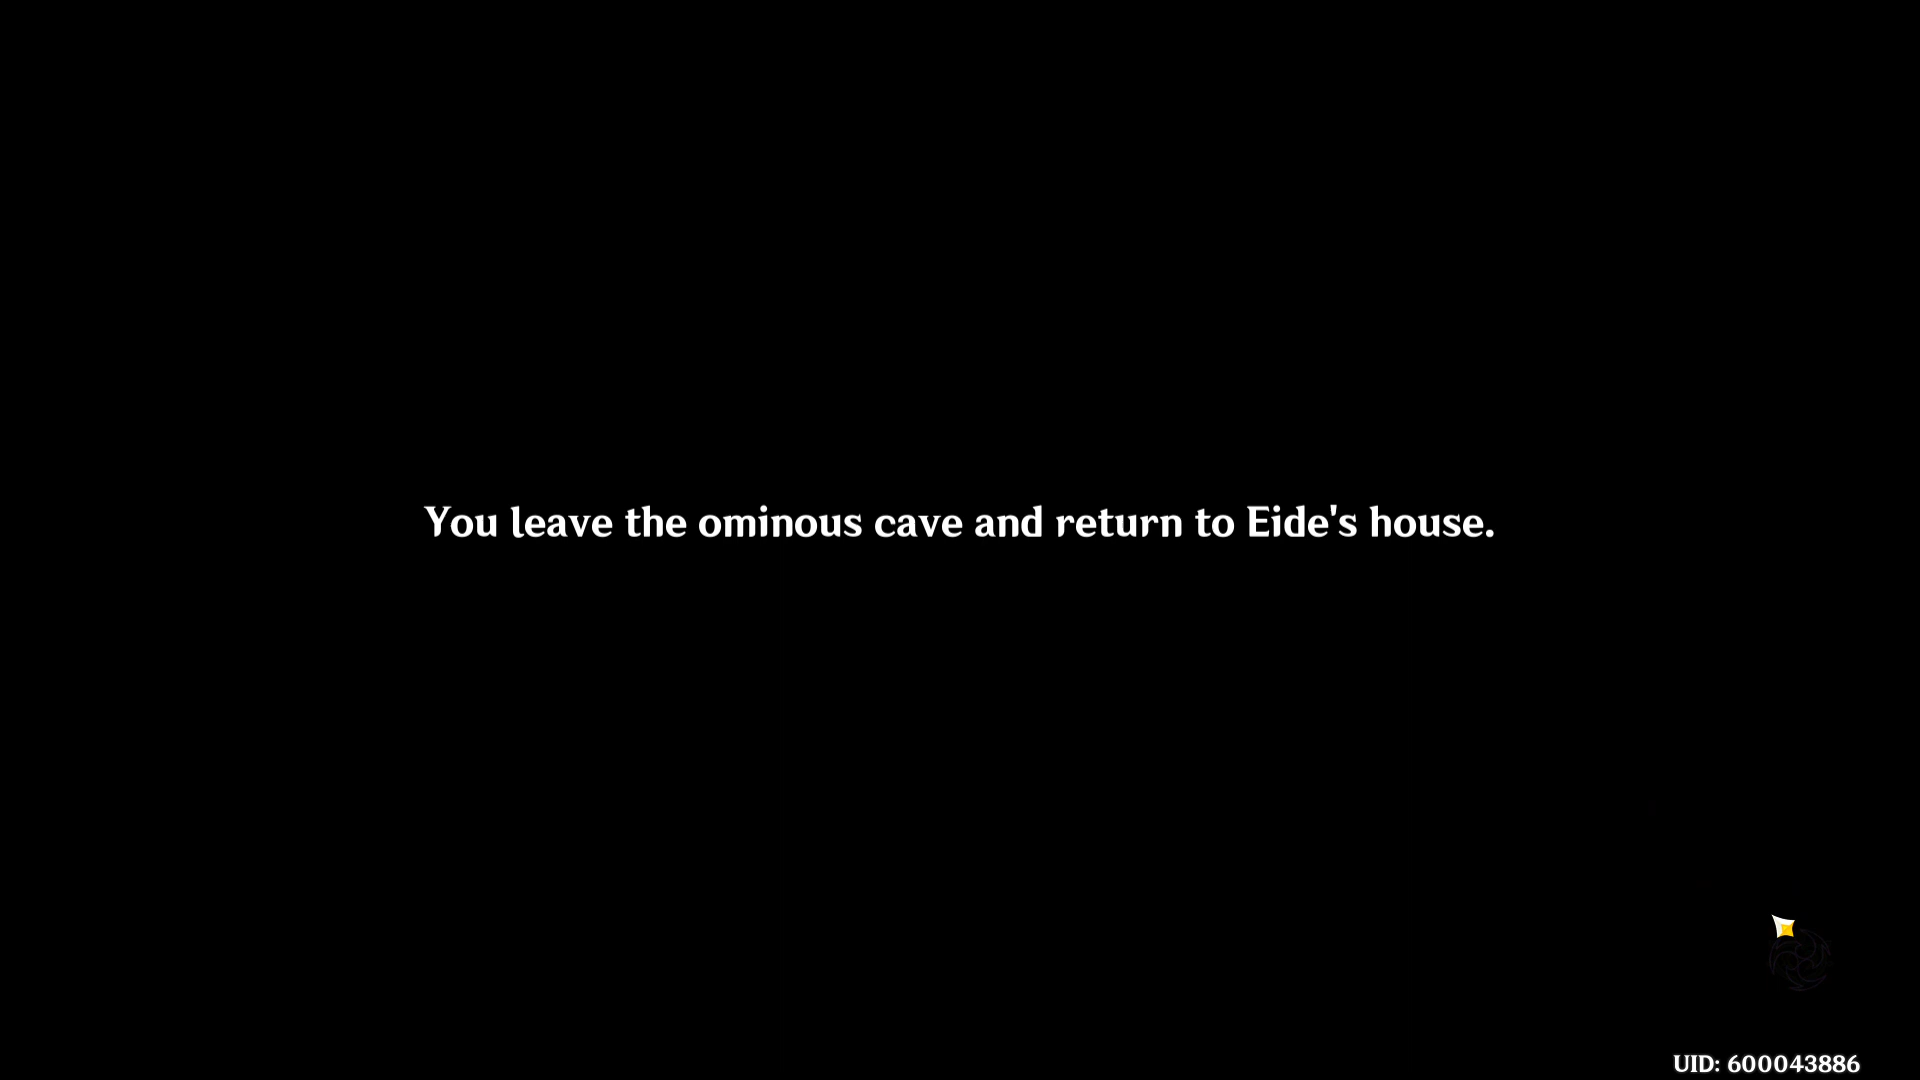 You leave the ominous cave and return to Eide's house.
UID: 600043886